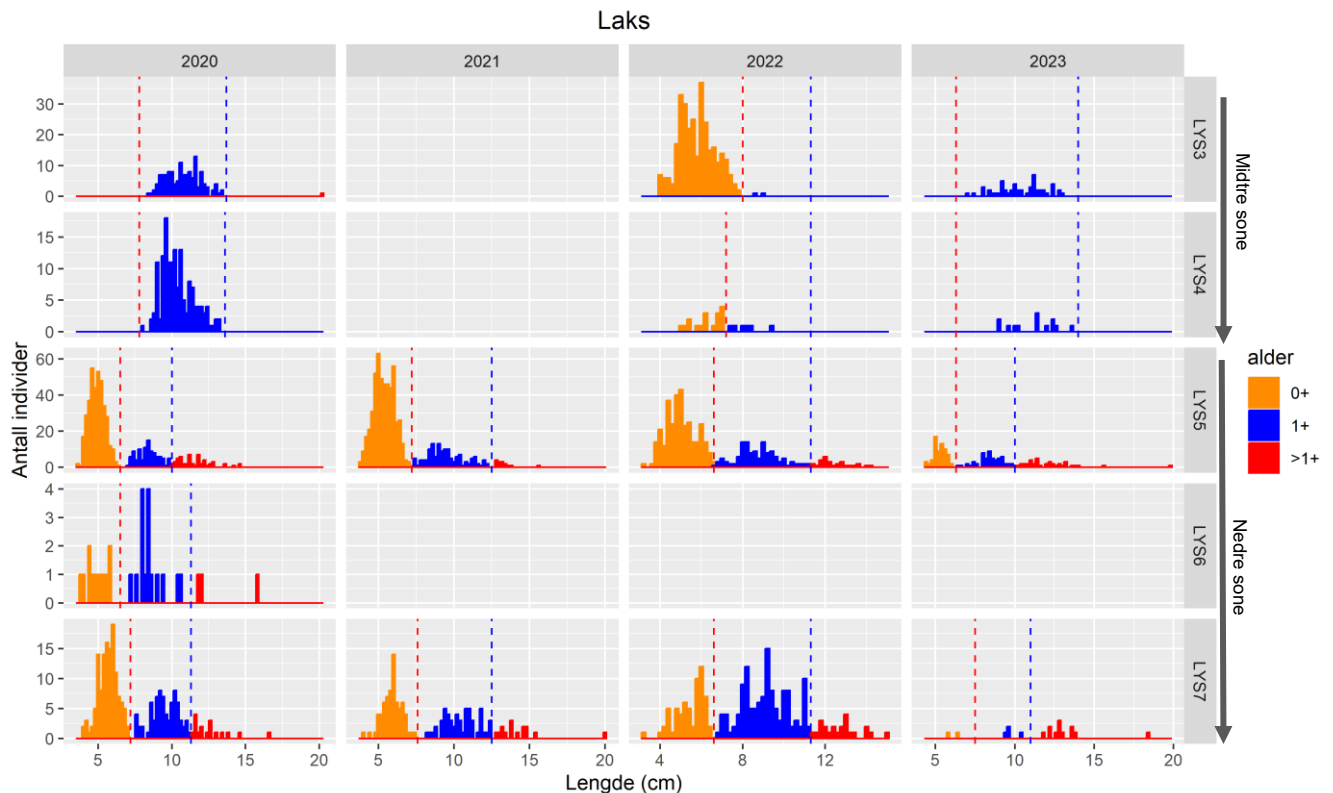 Laks
2020 2021 2022 2023
30
20
10
0
LYS3
15
10
5
0
LYS4
Midtre sone
60
40
20
0
LYS5
4
3
2
1
0
LYS6
15
10
5
0
LYS7
Nedre sone
Antall individer
5 10 15 20 5 10 15 20 4 8 12 5 10 15 20
Lengde (cm)
alder
0+
1+
>1+